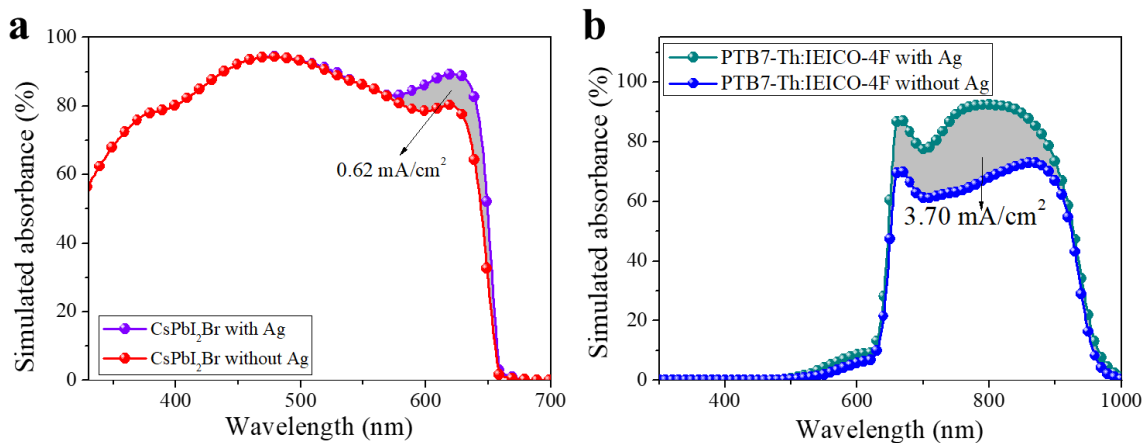 a
Simulated absorbance (%)
100
80
60
40
20
0
0.62 mA/cm²
CsPbI₂Br with Ag
CsPbI₂Br without Ag
400
500
600
700
Wavelength (nm)
b
Simulated absorbance (%)
100
80
60
40
20
0
PTB7-Th:IEICO-4F with Ag
PTB7-Th:IEICO-4F without Ag
3.70 mA/cm²
400
600
800
1000
Wavelength (nm)